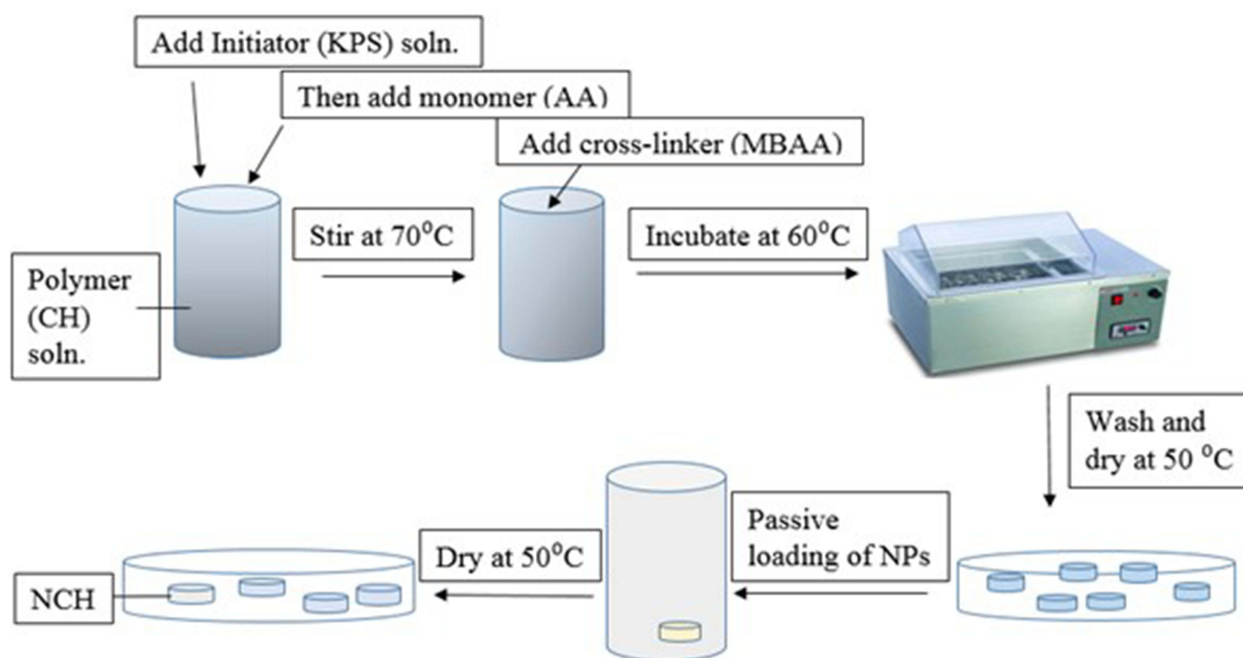 Add Initiator (KPS) soln.
Then add monomer (AA)
Add cross-linker (MBAA)
Stir at 70⁰C
Incubate at 60⁰C
Polymer
(CH)
soln.
Wash and
dry at 50 ⁰C
Passive
loading of NPs
Dry at 50⁰C
NCH